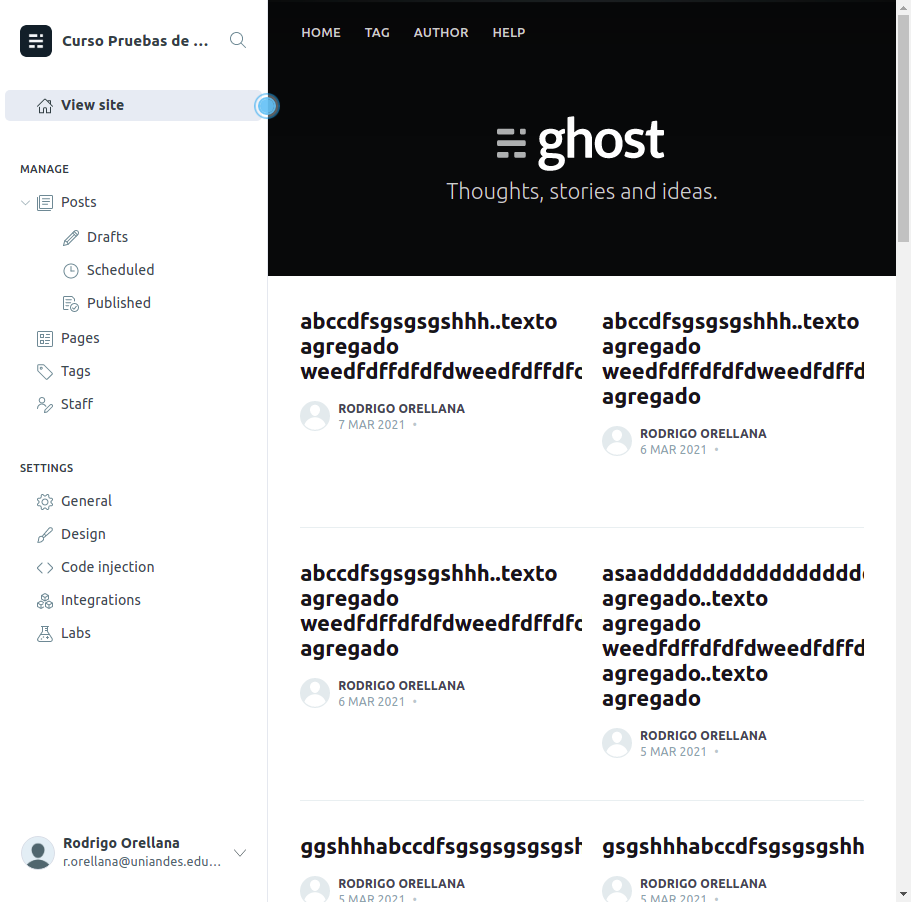 Curso Pruebas de ...
View site
MANAGE
Posts
Drafts
Scheduled
Published
Pages
Tags
Staff
SETTINGS
General
Design
Code injection
Integrations
Labs
Rodrigo Orellana
r.orellana@uniandes.edu...
HOME TAG AUTHOR HELP
ghost
Thoughts, stories and ideas.
abccdfsgsgsgshhh..texto
agregado
weedfdffdfdfdweedfdffdfd
RODRIGO ORELLANA
7 MAR 2021 •
abccdfsgsgsgshhh..texto
agregado
weedfdffdfdfdweedfdffd
agregado
RODRIGO ORELLANA
6 MAR 2021 •
abccdfsgsgsgshhh..texto
agregado
weedfdffdfdfdweedfdffdfd
agregado
RODRIGO ORELLANA
6 MAR 2021 •
asaaddddddddddddddddd
agregado..texto
agregado
weedfdffdfdfdweedfdffd
agregado..texto
agregado
RODRIGO ORELLANA
5 MAR 2021 •
ggshhhabccdfsgsgsgsgsgsh
RODRIGO ORELLANA
5 MAR 2021 •
gsgshhhabccdfsgsgsgshh
RODRIGO ORELLANA
5 MAR 2021 •